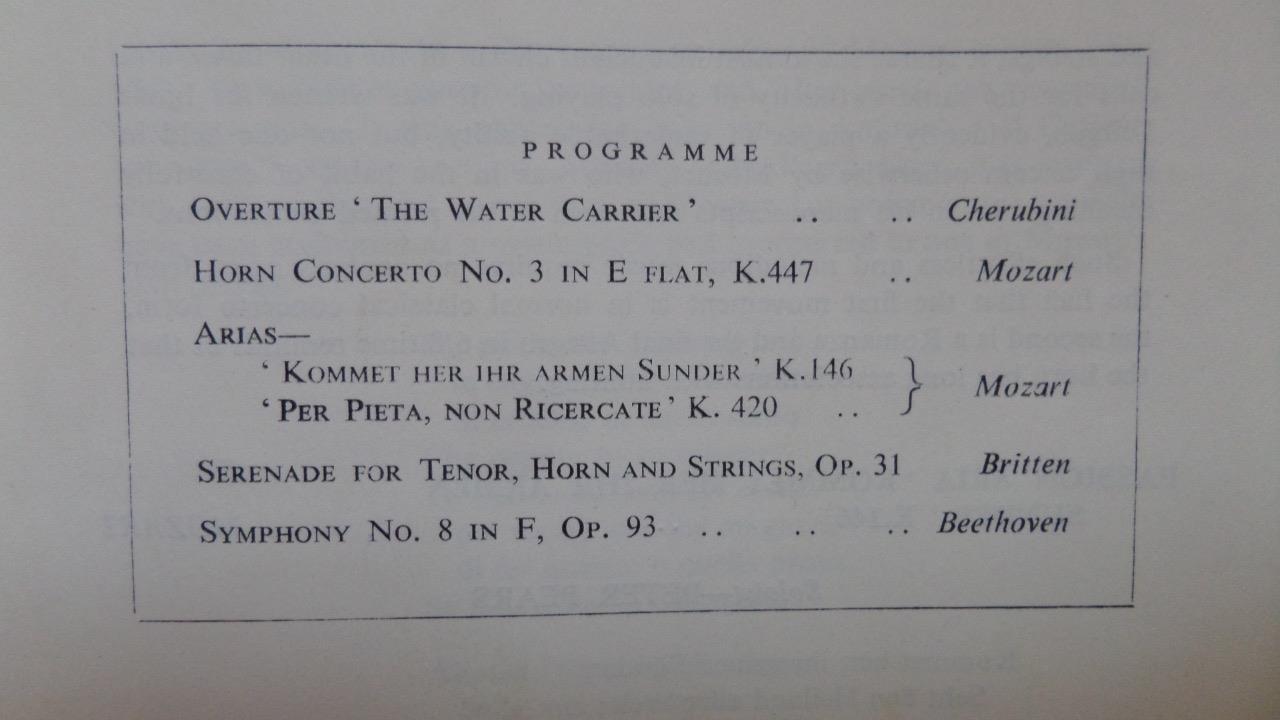 PROGRAMME
OVERTURE ‘ THE WATER CARRIER ’ .. .. Cherubini
HORN CONCERTO NO. 3 IN E FLAT, K.447 .. Mozart
ARIAS—
‘ KOMMET HER IHR ARMEN SUNDER ’ K.146
‘ PER PIETA, NON RICERCATE ’ K. 420 .. } Mozart
SERENADE FOR TENOR, HORN AND STRINGS, OP. 31 Britten
SYMPHONY NO. 8 IN F, OP. 93 .. .. .. Beethoven